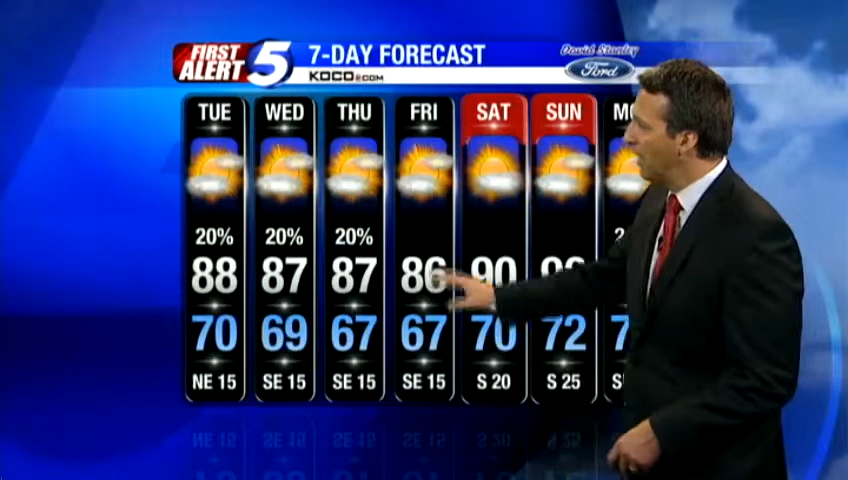 FIRST
ALERT 5
7-DAY FORECAST
KOCO.COM
David Stanley
Ford
TUE WED THU FRI SAT SUN
20% 20% 20%
88 87 87 86 90
70 69 67 67 70 72
NE 15 SE 15 SE 15 SE 15 S 20 S 25